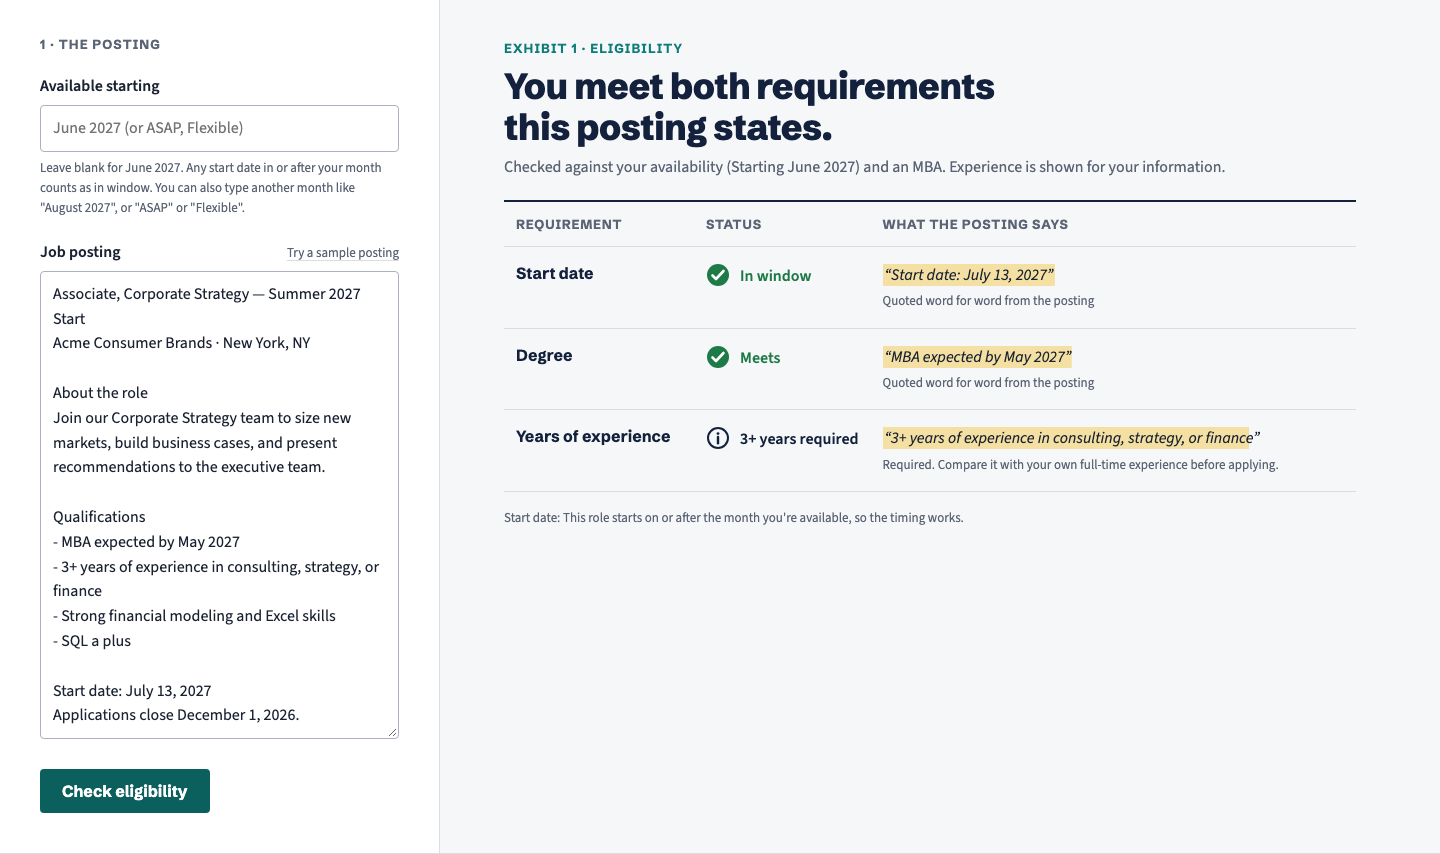 1 · THE POSTING
Available starting
June 2027 (or ASAP, Flexible)
Leave blank for June 2027. Any start date in or after your month
counts as in window. You can also type another month like
"August 2027", or "ASAP" or "Flexible".
Job posting
Try a sample posting
Associate, Corporate Strategy — Summer 2027
Start
Acme Consumer Brands · New York, NY
About the role
Join our Corporate Strategy team to size new
markets, build business cases, and present
recommendations to the executive team.
Qualifications
- MBA expected by May 2027
- 3+ years of experience in consulting, strategy, or
finance
- Strong financial modeling and Excel skills
- SQL a plus
Start date: July 13, 2027
Applications close December 1, 2026.
Check eligibility
EXHIBIT 1 · ELIGIBILITY
You meet both requirements
this posting states.
Checked against your availability (Starting June 2027) and an MBA. Experience is shown for your information.
REQUIREMENT STATUS WHAT THE POSTING SAYS
Start date In window “Start date: July 13, 2027”
Quoted word for word from the posting
Degree Meets “MBA expected by May 2027”
Quoted word for word from the posting
Years of experience 3+ years required “3+ years of experience in consulting, strategy, or finance”
Required. Compare it with your own full-time experience before applying.
Start date: This role starts on or after the month you're available, so the timing works.